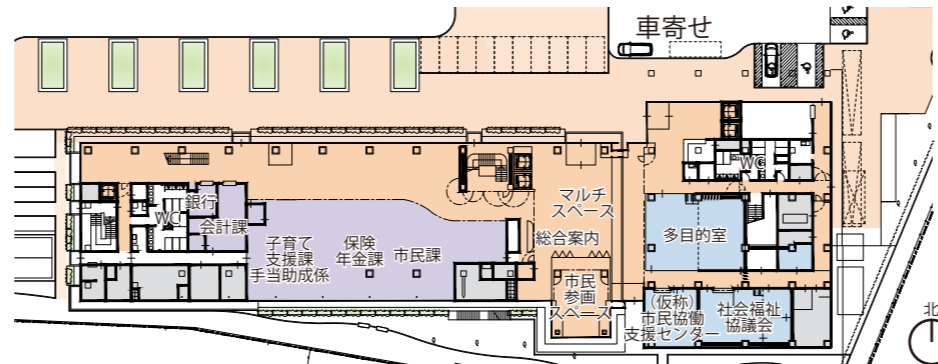 車寄せ
WC
銀行
会計課
WC
子育て
支援課
手当助成係
保険
年金課
市民課
マルチ
スペース
総合案内
市民
参画
スペース
多目的室
（仮称）
市民協働
支援センター
社会福祉
協議会
北